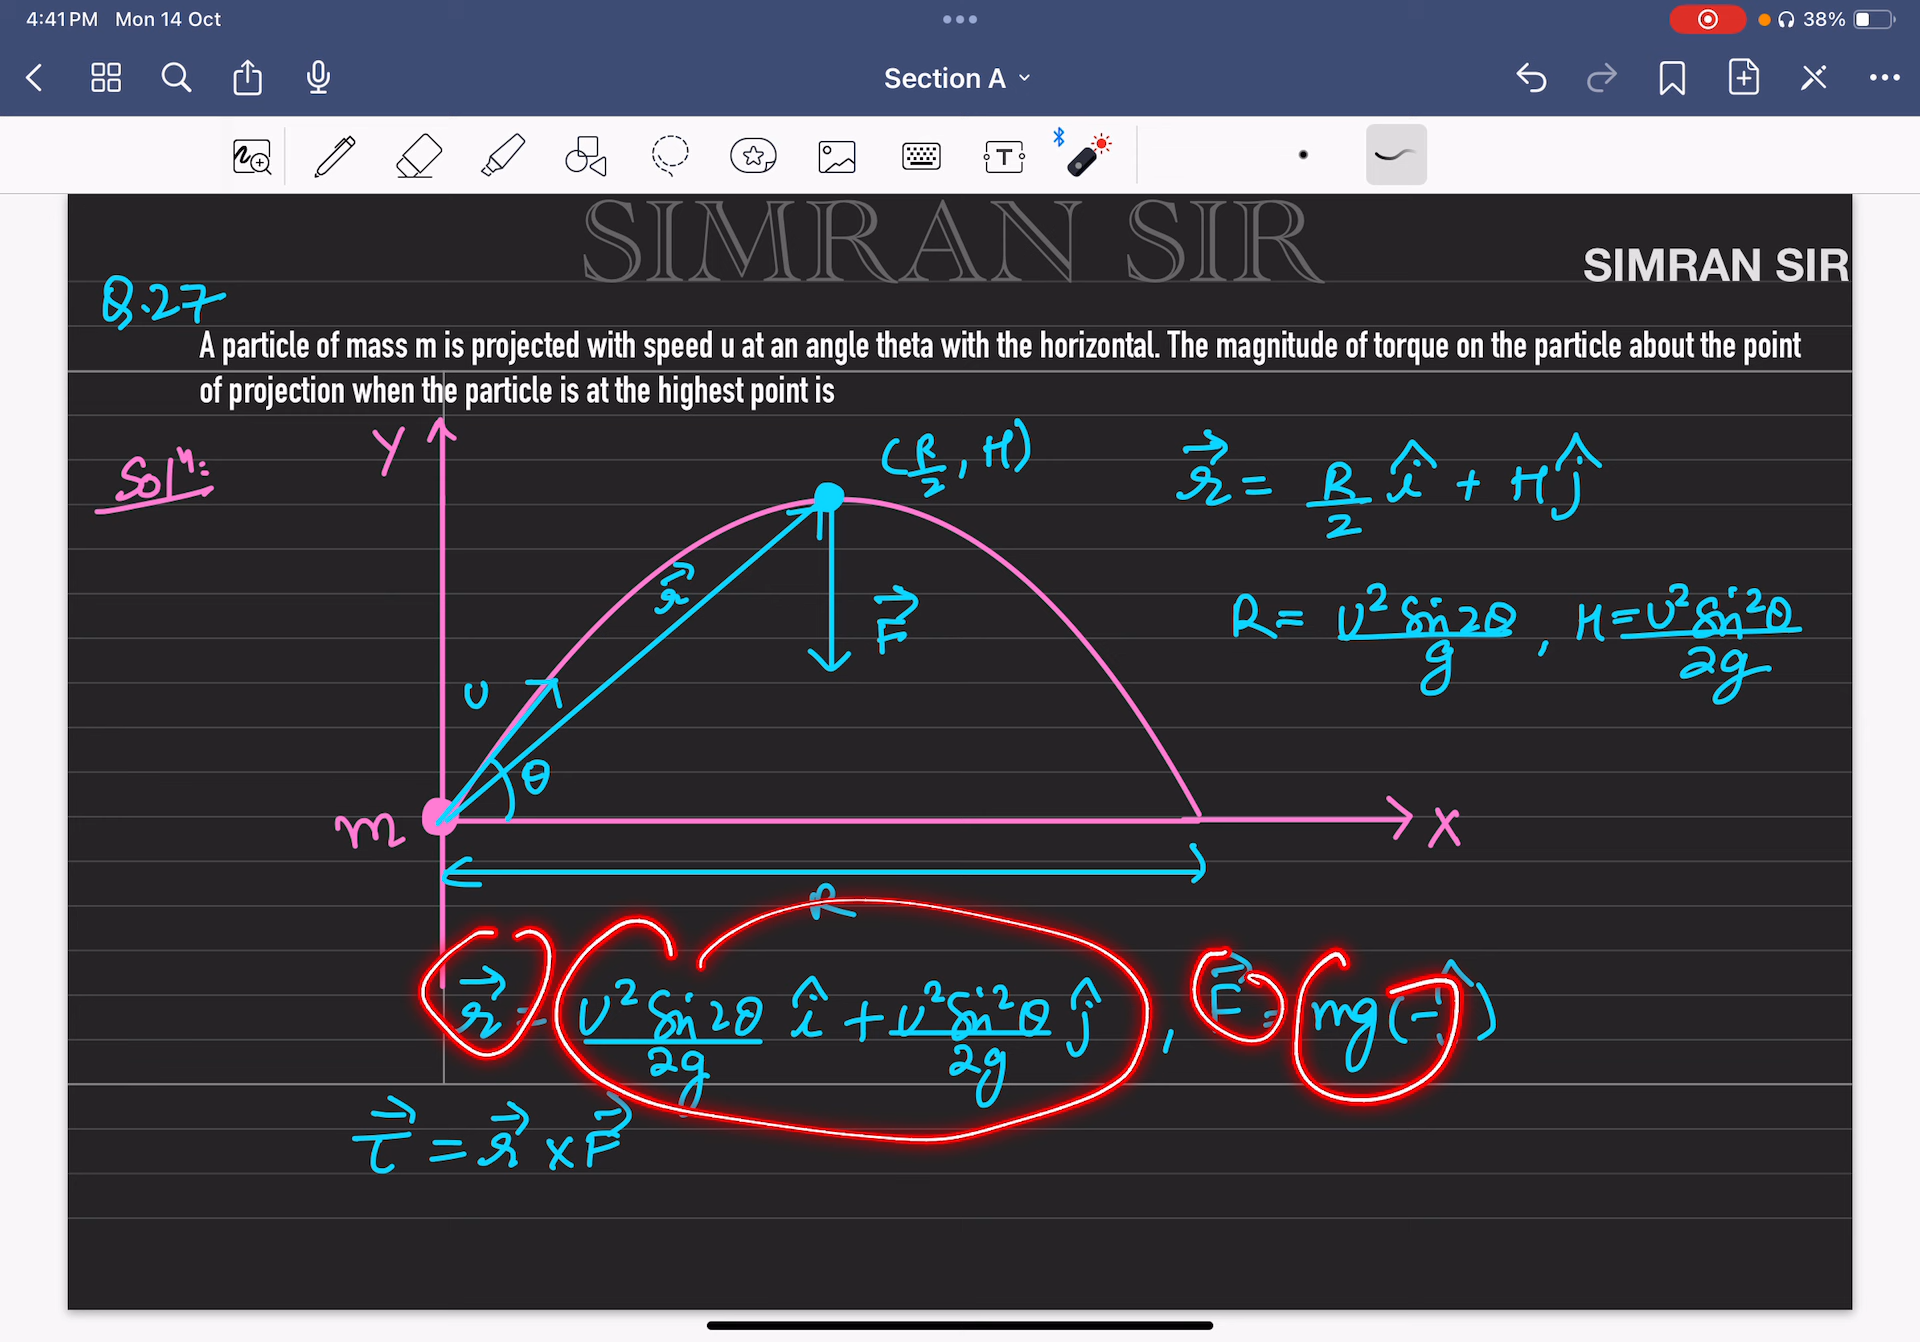 4:41 PM Mon 14 Oct
38%
Section A
T
SIMRAN SIR
SIMRAN SIR
Q.27
A particle of mass m is projected with speed u at an angle theta with the horizontal. The magnitude of torque on the particle about the point
of projection when the particle is at the highest point is
Solⁿ:
Y
(R/2, H)
r⃗ = R/2 î + H ĵ
r⃗
F⃗
R = U² Sin 2θ / g , H = U² Sin²θ / 2g
U
θ
m
X
R
r⃗ = U² Sin 2θ / 2g î + U² Sin²θ / 2g ĵ , F⃗ = mg(-ĵ)
τ⃗ = r⃗ × F⃗